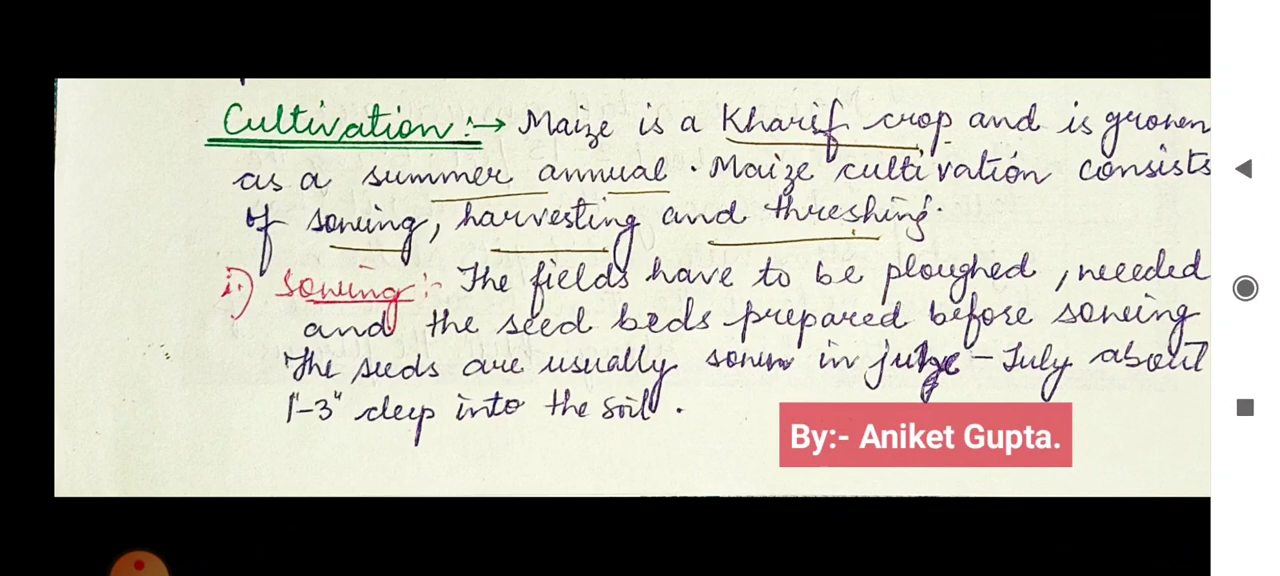 Cultivation :→ Maize is a Kharif crop and is grown
as a summer annual. Maize cultivation consists
of sowing, harvesting and threshing.
i.) Sowing :- The fields have to be ploughed, needed
and the seed beds prepared before sowing
The seeds are usually sown in june - July about
1"-3" deep into the soil.
By:- Aniket Gupta.